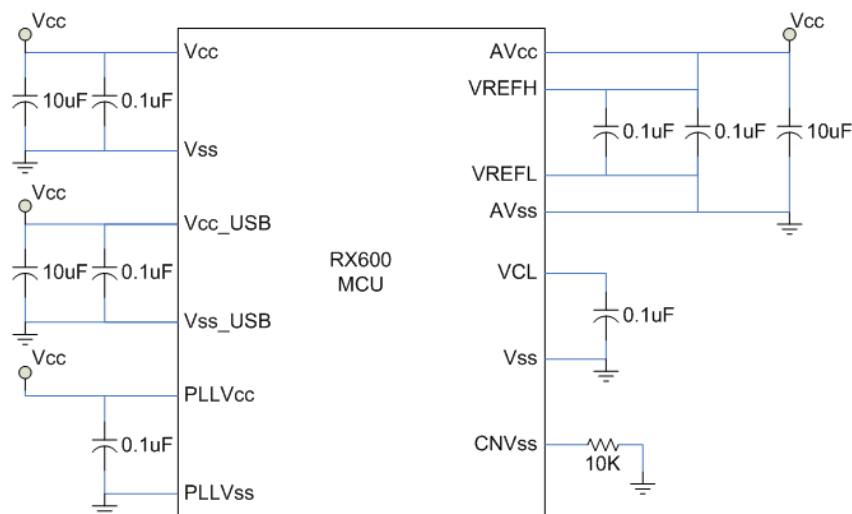 Vcc
Vcc
10uF
0.1uF
Vss
Vcc
Vcc_USB
10uF
0.1uF
Vss_USB
Vcc
PLLVcc
0.1uF
PLLVss
RX600
MCU
Vcc
AVcc
VREFH
0.1uF
0.1uF
10uF
VREFL
AVss
VCL
0.1uF
Vss
CNVss
10K